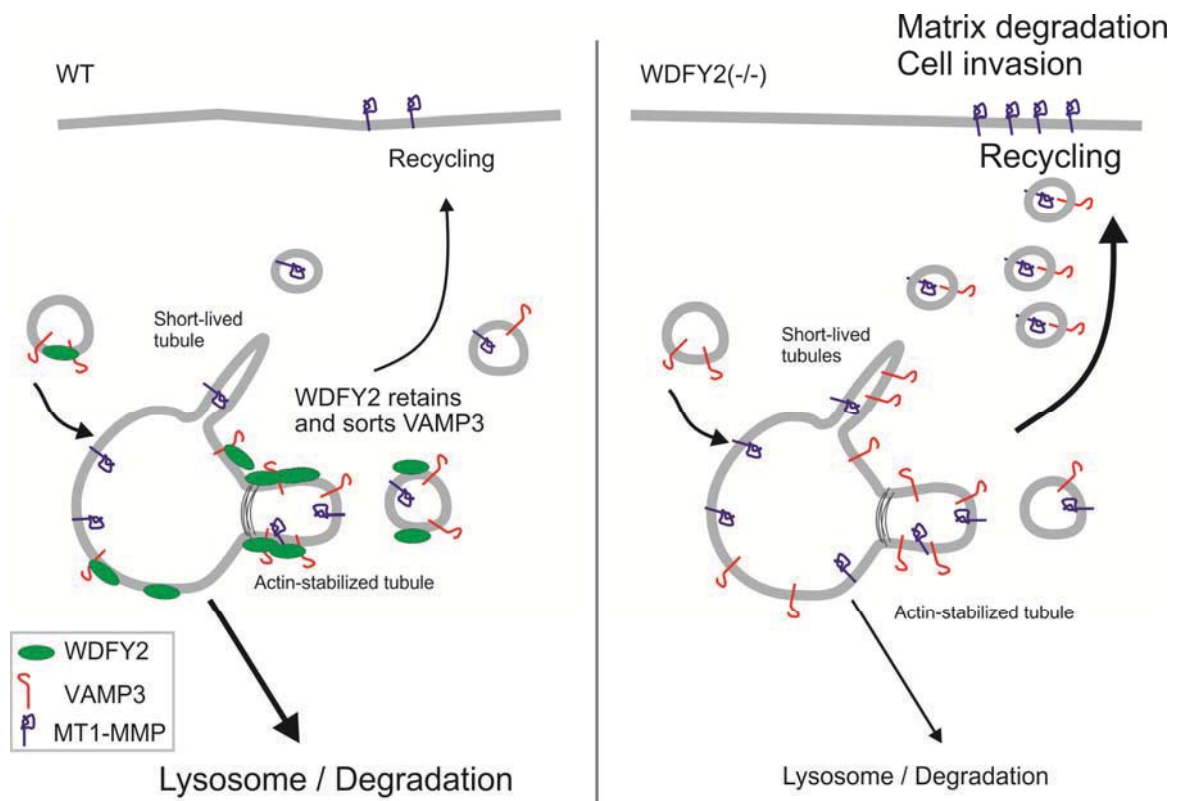 WT
Recycling
Short-lived
tubule
WDFY2 retains
and sorts VAMP3
Actin-stabilized tubule
WDFY2
VAMP3
MT1-MMP
Lysosome / Degradation
Matrix degradation
Cell invasion
WDFY2(-/-)
Recycling
Short-lived
tubules
Actin-stabilized tubule
Lysosome / Degradation